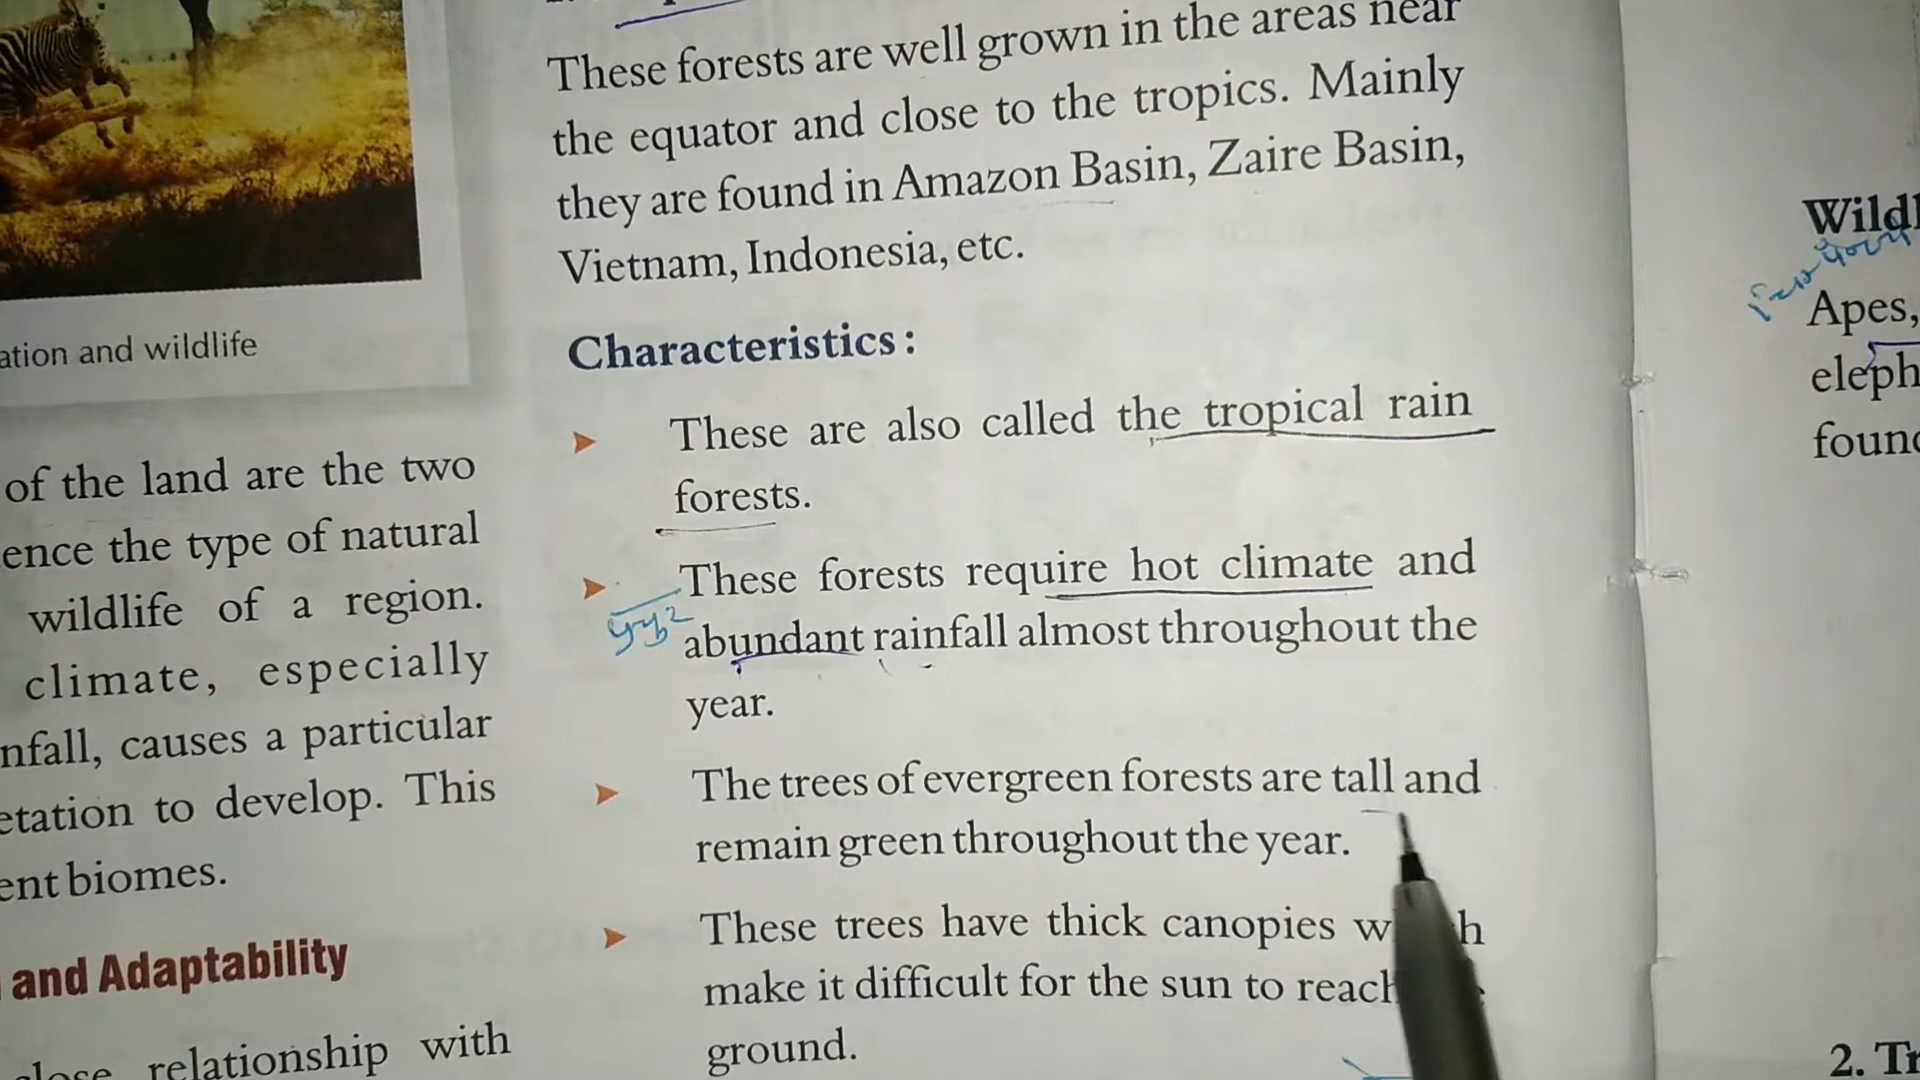 ation and wildlife
of the land are the two
ence the type of natural
wildlife of a region.
climate, especially
nfall, causes a particular
etation to develop. This
ent biomes.
and Adaptability
close relationship with
These forests are well grown in the areas near
the equator and close to the tropics. Mainly
they are found in Amazon Basin, Zaire Basin,
Vietnam, Indonesia, etc.
Characteristics:
➤ These are also called the tropical rain
forests.
➤ These forests require hot climate and
abundant rainfall almost throughout the
year.
➤ The trees of evergreen forests are tall and
remain green throughout the year.
➤ These trees have thick canopies
make it difficult for the sun to reach
ground.
Wildl
Apes,
eleph
found
2. Tr